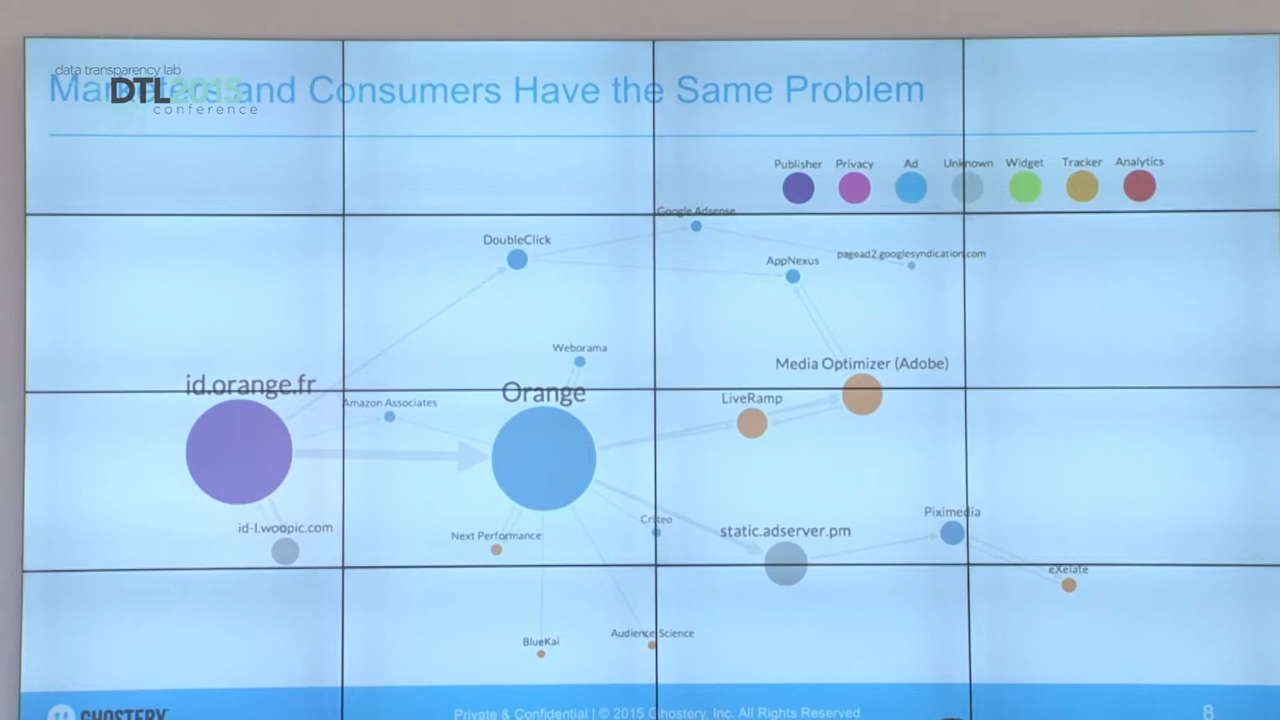 data transparency lab
DTL2015
conference
Marketers and Consumers Have the Same Problem
Publisher Privacy Ad Unknown Widget Tracker Analytics
Google Adsense
DoubleClick
pagead2.googlesyndication.com
AppNexus
Weborama
Media Optimizer (Adobe)
id.orange.fr
Orange
LiveRamp
Amazon Associates
Piximedia
Criteo
id-l.woopic.com
static.adserver.pm
Next Performance
eXelate
Audience Science
BlueKai
GHOSTERY
Private & Confidential | © 2015 Ghostery, Inc. All Rights Reserved
8